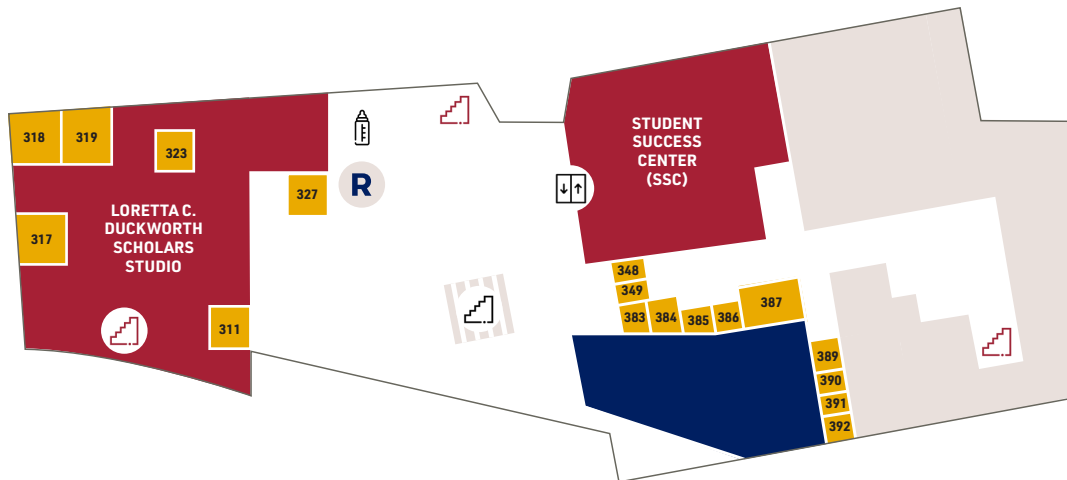 318
319
323
327
317
LORETTA C.
DUCKWORTH
SCHOLARS
STUDIO
311
R
STUDENT
SUCCESS
CENTER
(SSC)
348
349
383
384
385
386
387
389
390
391
392